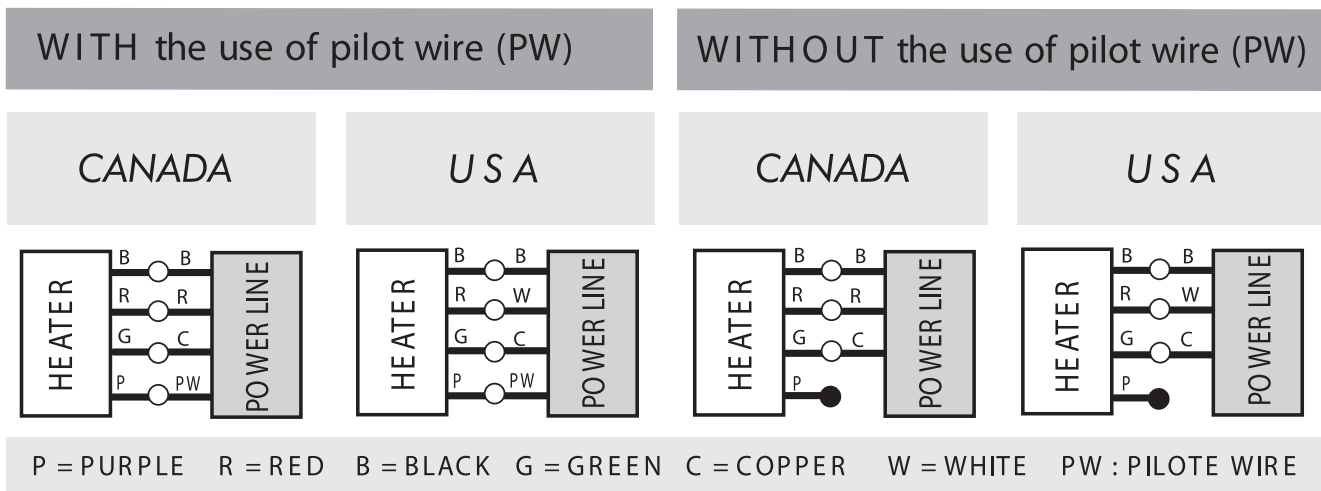 WITH the use of pilot wire (PW)
WITHOUT the use of pilot wire (PW)
CANADA
USA
CANADA
USA
HEATER
B B
R R
G C
P PW
POWER LINE
HEATER
B B
R W
G C
P PW
POWER LINE
HEATER
B B
R R
G C
P
POWER LINE
HEATER
B B
R W
G C
P
POWER LINE
P = PURPLE R = RED B = BLACK G = GREEN C = COPPER W = WHITE PW : PILOTE WIRE